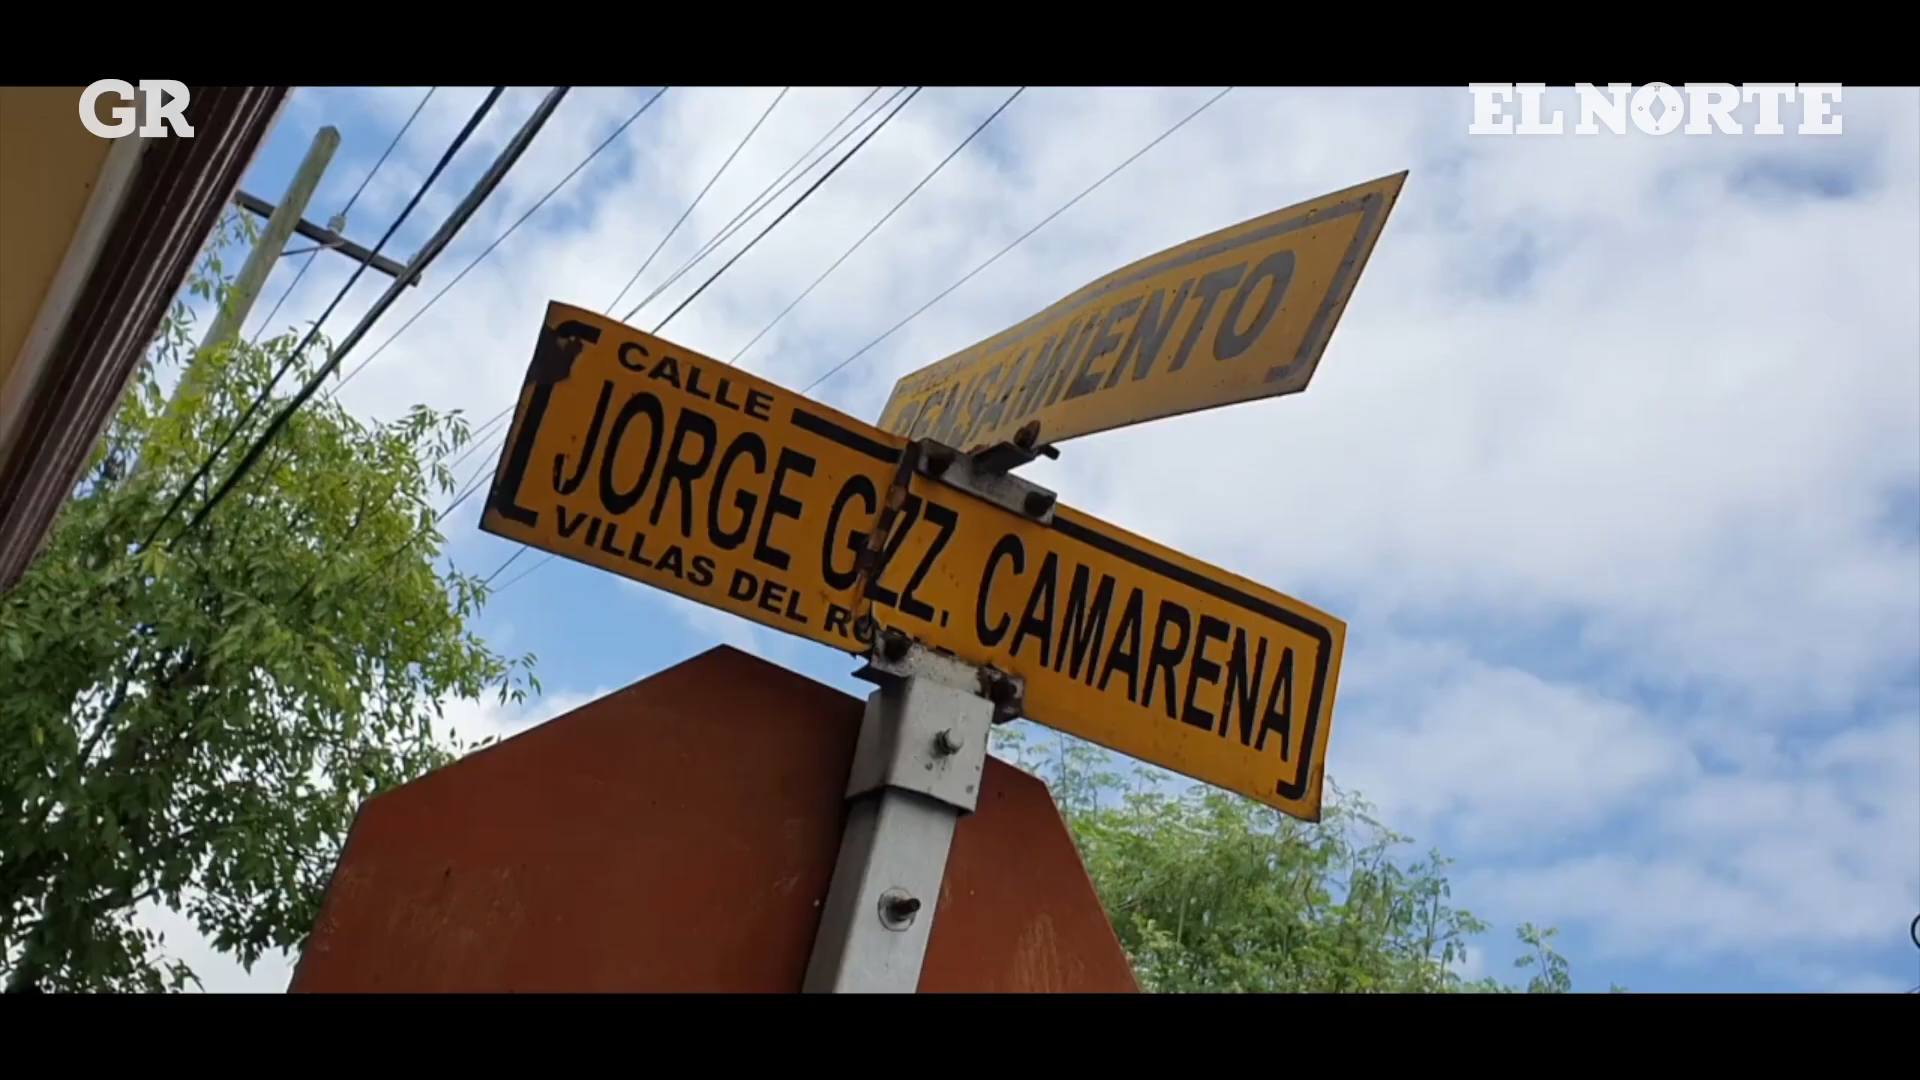 GR
EL NORTE
PENSAMIENTO
CALLE
JORGE GZZ. CAMARENA
VILLAS DEL